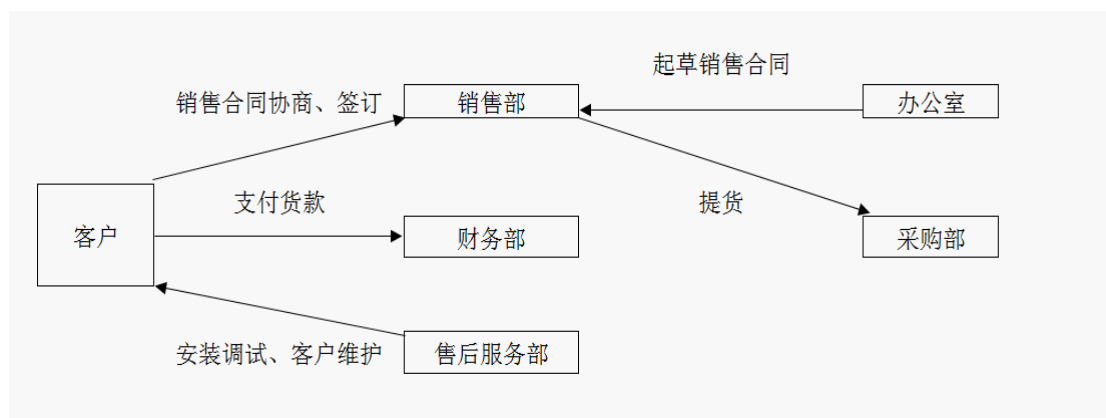 起草销售合同
销售合同协商、签订
销售部
办公室
支付货款
提货
客户
财务部
采购部
安装调试、客户维护
售后服务部